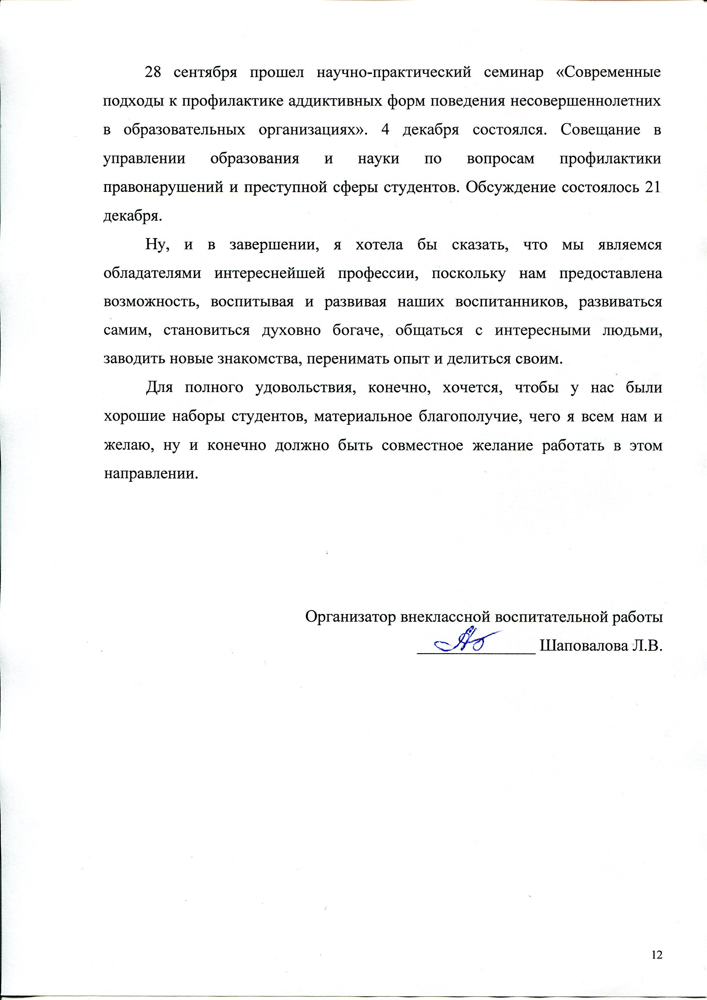 28 сентября прошел научно-практический семинар «Современные
подходы к профилактике аддиктивных форм поведения несовершеннолетних
в образовательных организациях». 4 декабря состоялся. Совещание в
управлении образования и науки по вопросам профилактики
правонарушений и преступной сферы студентов. Обсуждение состоялось 21
декабря.
Ну, и в завершении, я хотела бы сказать, что мы являемся
обладателями интереснейшей профессии, поскольку нам предоставлена
возможность, воспитывая и развивая наших воспитанников, развиваться
самим, становиться духовно богаче, общаться с интересными людьми,
заводить новые знакомства, перенимать опыт и делиться своим.
Для полного удовольствия, конечно, хочется, чтобы у нас были
хорошие наборы студентов, материальное благополучие, чего я всем нам и
желаю, ну и конечно должно быть совместное желание работать в этом
направлении.
Организатор внеклассной воспитательной работы
Шаповалова Л.В.
12